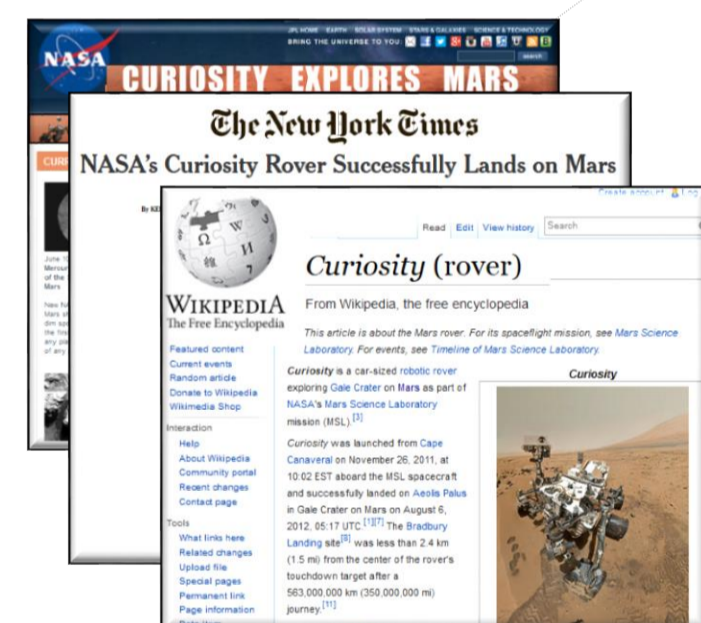 NASA
JPL HOME EARTH SOLAR SYSTEM STARS & GALAXIES SCIENCE & TECHNOLOGY
BRING THE UNIVERSE TO YOU:
search
CURIOSITY EXPLORES MARS
The New York Times
NASA's Curiosity Rover Successfully Lands on Mars
Create account
Read Edit View history Search
WIKIPEDIA
The Free Encyclopedia
Featured content
Current events
Random article
Donate to Wikipedia
Wikimedia Shop
Interaction
Help
About Wikipedia
Community portal
Recent changes
Contact page
Tools
What links here
Related changes
Upload file
Special pages
Permanent link
Page information
Curiosity (rover)
From Wikipedia, the free encyclopedia
This article is about the Mars rover. For its spaceflight mission, see Mars Science
Laboratory. For events, see Timeline of Mars Science Laboratory.
Curiosity is a car-sized robotic rover
exploring Gale Crater on Mars as part of
NASA's Mars Science Laboratory
mission (MSL).[3]
Curiosity was launched from Cape
Canaveral on November 26, 2011, at
10:02 EST aboard the MSL spacecraft
and successfully landed on Aeolis Palus
in Gale Crater on Mars on August 6,
2012, 05:17 UTC.[1][7] The Bradbury
Landing site[8] was less than 2.4 km
(1.5 mi) from the center of the rover's
touchdown target after a
563,000,000 km (350,000,000 mi)
journey.[11]
Curiosity